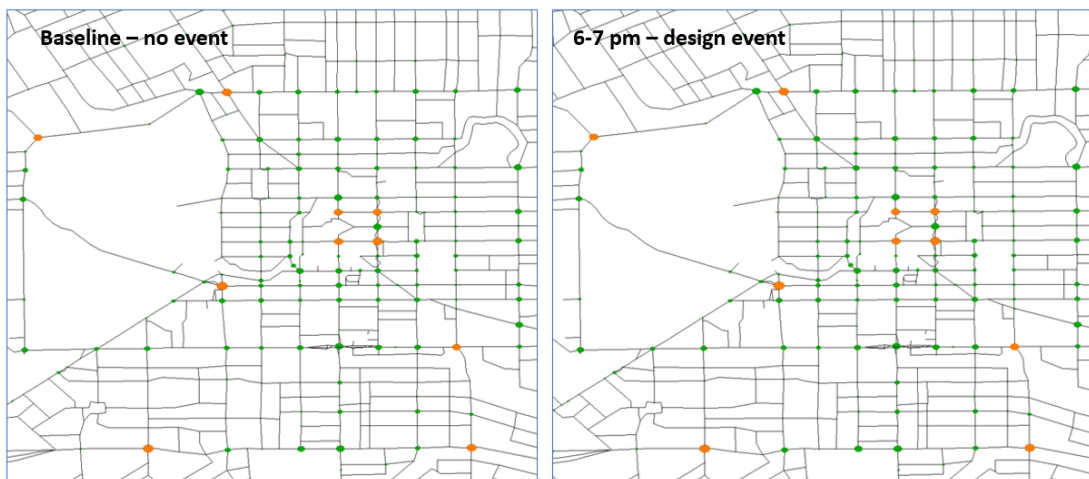 Baseline – no event
6-7 pm – design event